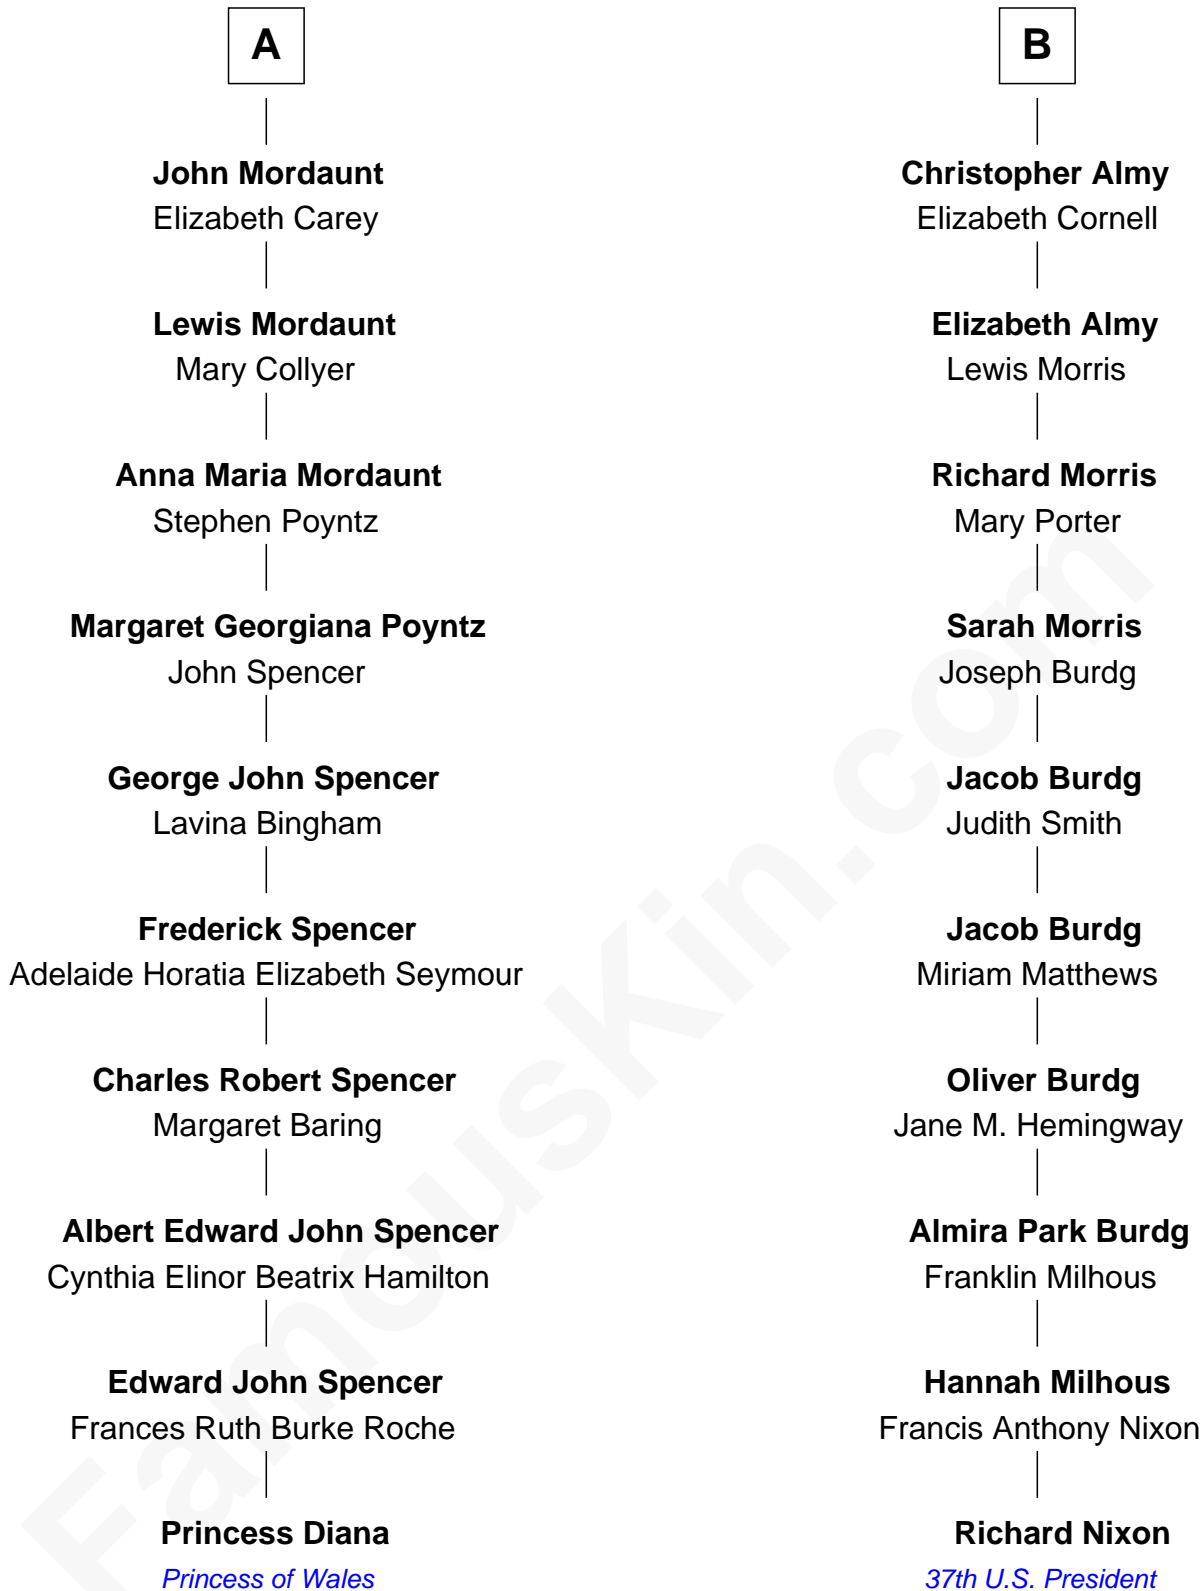 A
John Mordaunt
Elizabeth Carey
Lewis Mordaunt
Mary Collyer
Anna Maria Mordaunt
Stephen Poyntz
Margaret Georgiana Poyntz
John Spencer
George John Spencer
Lavina Bingham
Frederick Spencer
Adelaide Horatia Elizabeth Seymour
Charles Robert Spencer
Margaret Baring
Albert Edward John Spencer
Cynthia Elinor Beatrix Hamilton
Edward John Spencer
Frances Ruth Burke Roche
Princess Diana
Princess of Wales
B
Christopher Almy
Elizabeth Cornell
Elizabeth Almy
Lewis Morris
Richard Morris
Mary Porter
Sarah Morris
Joseph Burdg
Jacob Burdg
Judith Smith
Jacob Burdg
Miriam Matthews
Oliver Burdg
Jane M. Hemingway
Almira Park Burdg
Franklin Milhous
Hannah Milhous
Francis Anthony Nixon
Richard Nixon
37th U.S. President
FamousKin.com